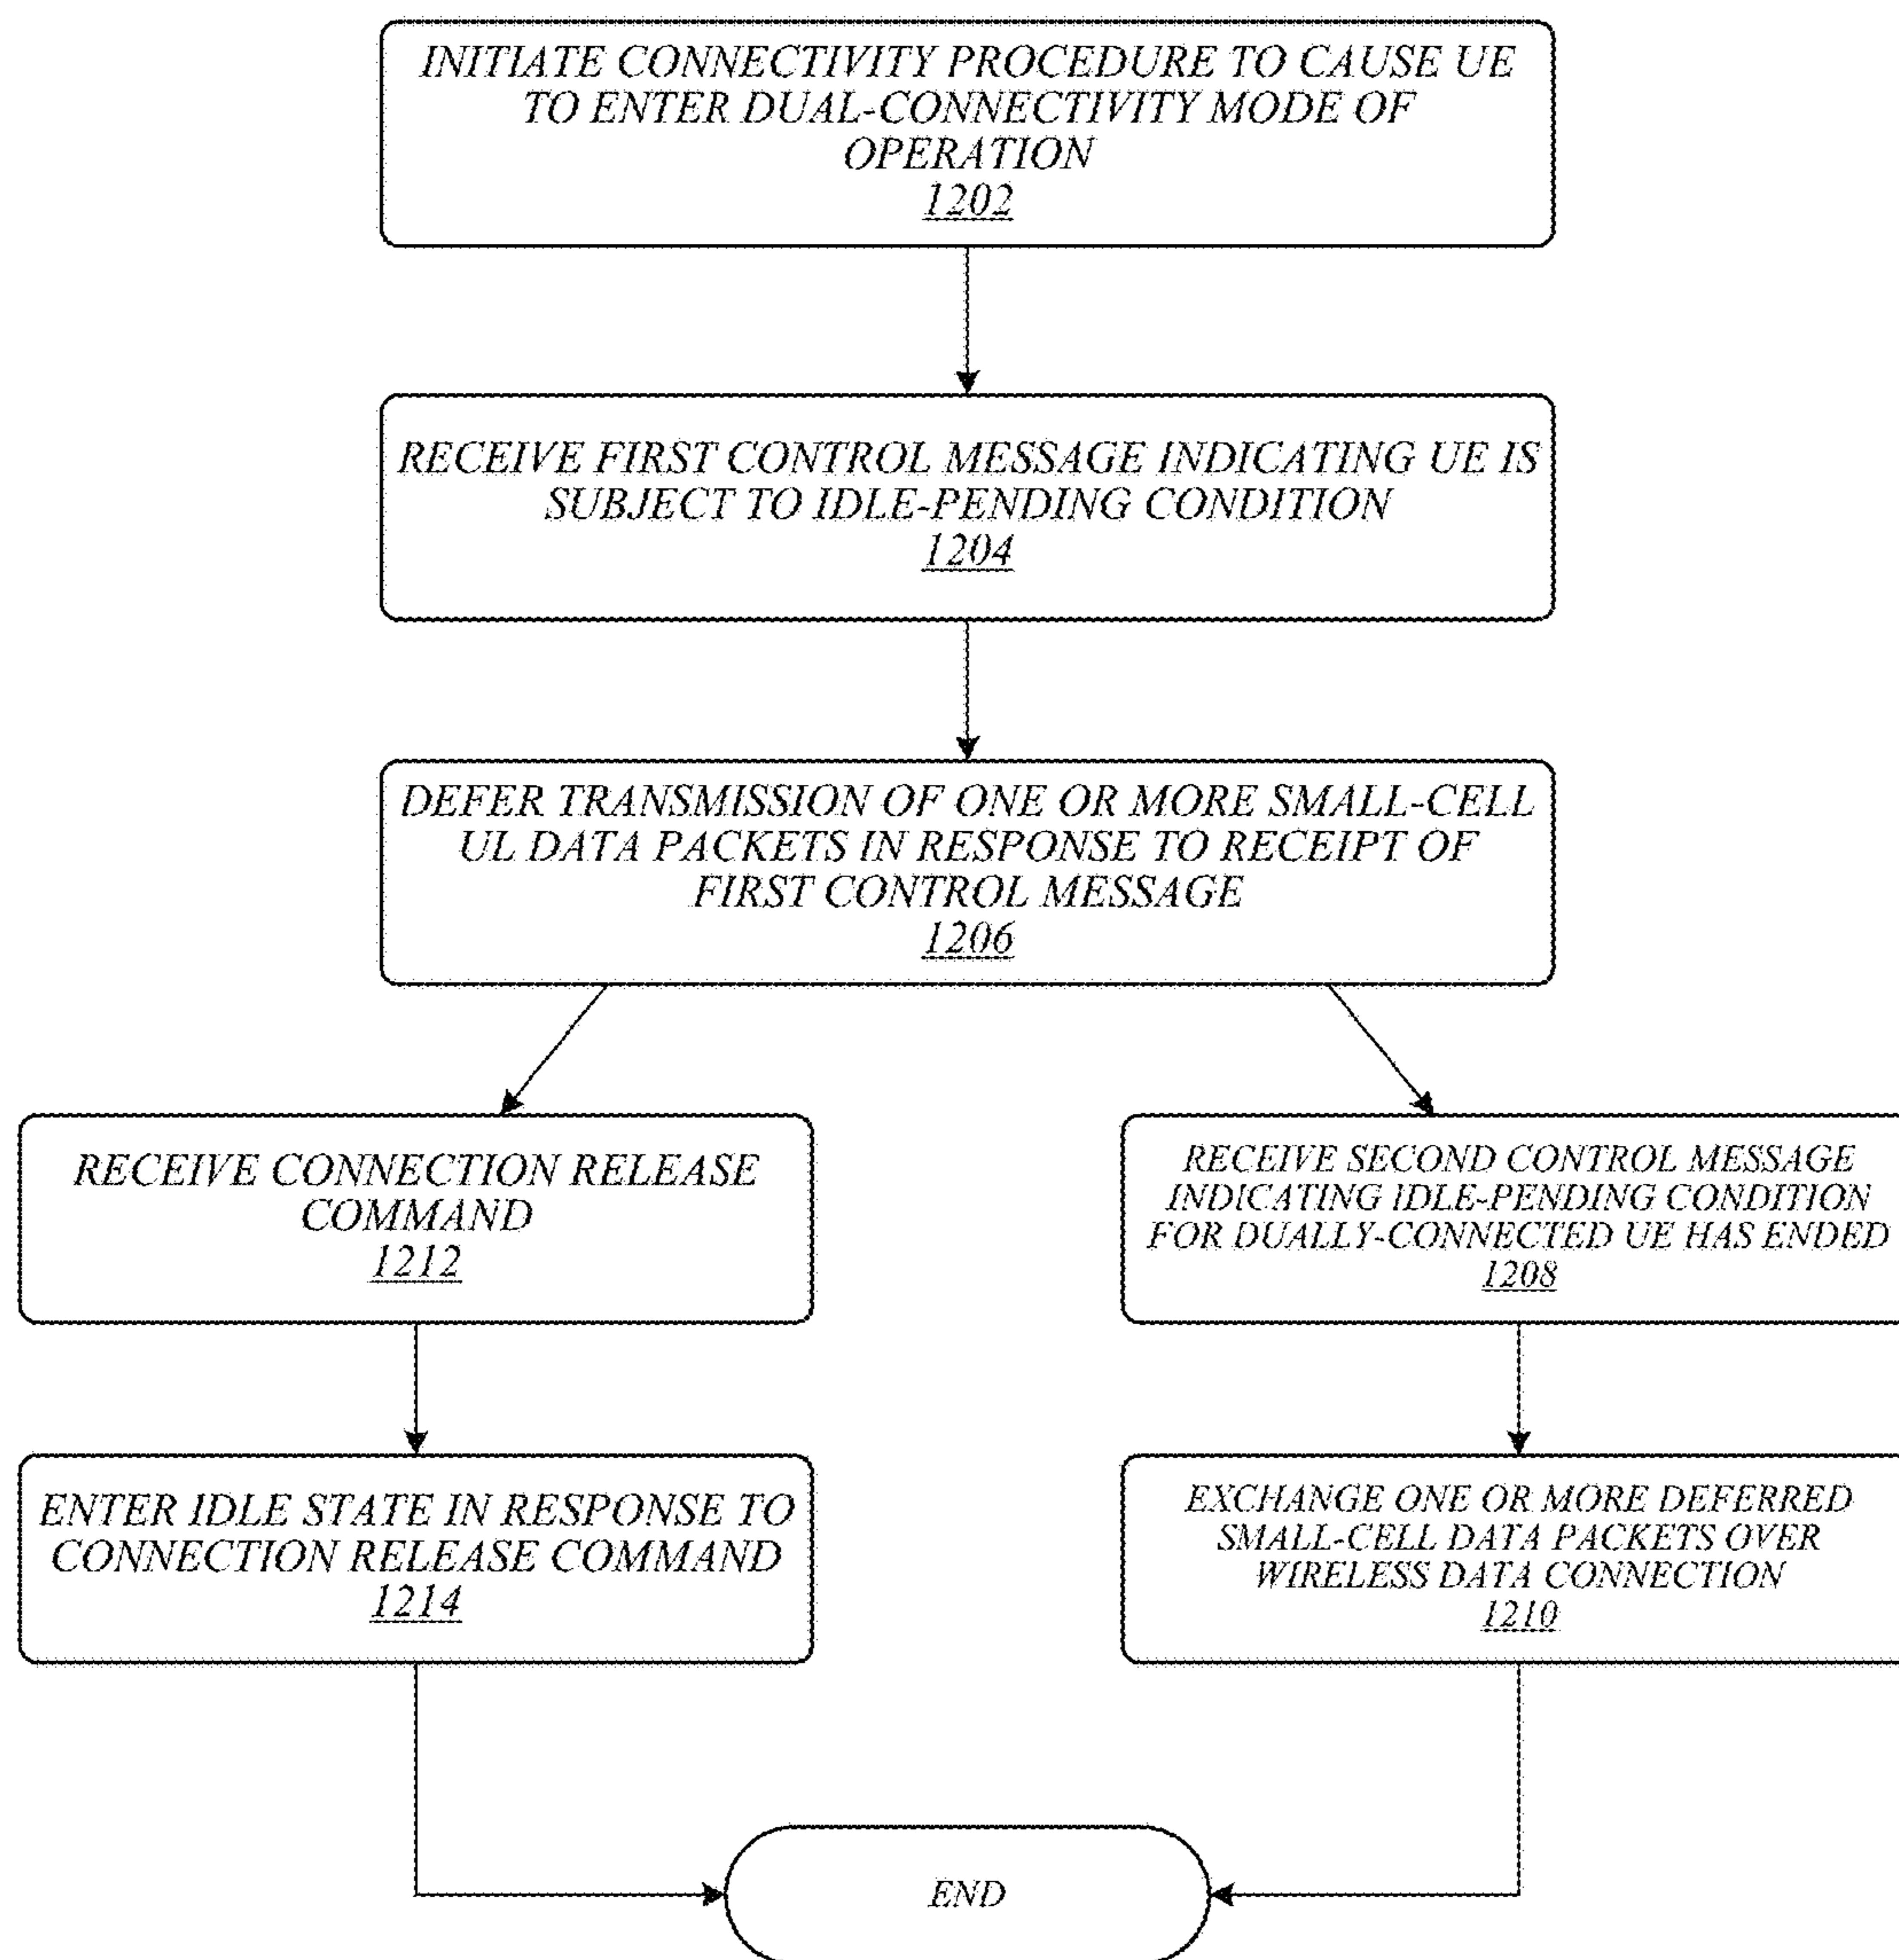 INITIATE CONNECTIVITY PROCEDURE TO CAUSE UE
TO ENTER DUAL-CONNECTIVITY MODE OF
OPERATION
1202
RECEIVE FIRST CONTROL MESSAGE INDICATING UE IS
SUBJECT TO IDLE-PENDING CONDITION
1204
DEFER TRANSMISSION OF ONE OR MORE SMALL-CELL
UL DATA PACKETS IN RESPONSE TO RECEIPT OF
FIRST CONTROL MESSAGE
1206
RECEIVE CONNECTION RELEASE
COMMAND
1212
RECEIVE SECOND CONTROL MESSAGE
INDICATING IDLE-PENDING CONDITION
FOR DUALLY-CONNECTED UE HAS ENDED
1208
ENTER IDLE STATE IN RESPONSE TO
CONNECTION RELEASE COMMAND
1214
EXCHANGE ONE OR MORE DEFERRED
SMALL-CELL DATA PACKETS OVER
WIRELESS DATA CONNECTION
1210
END